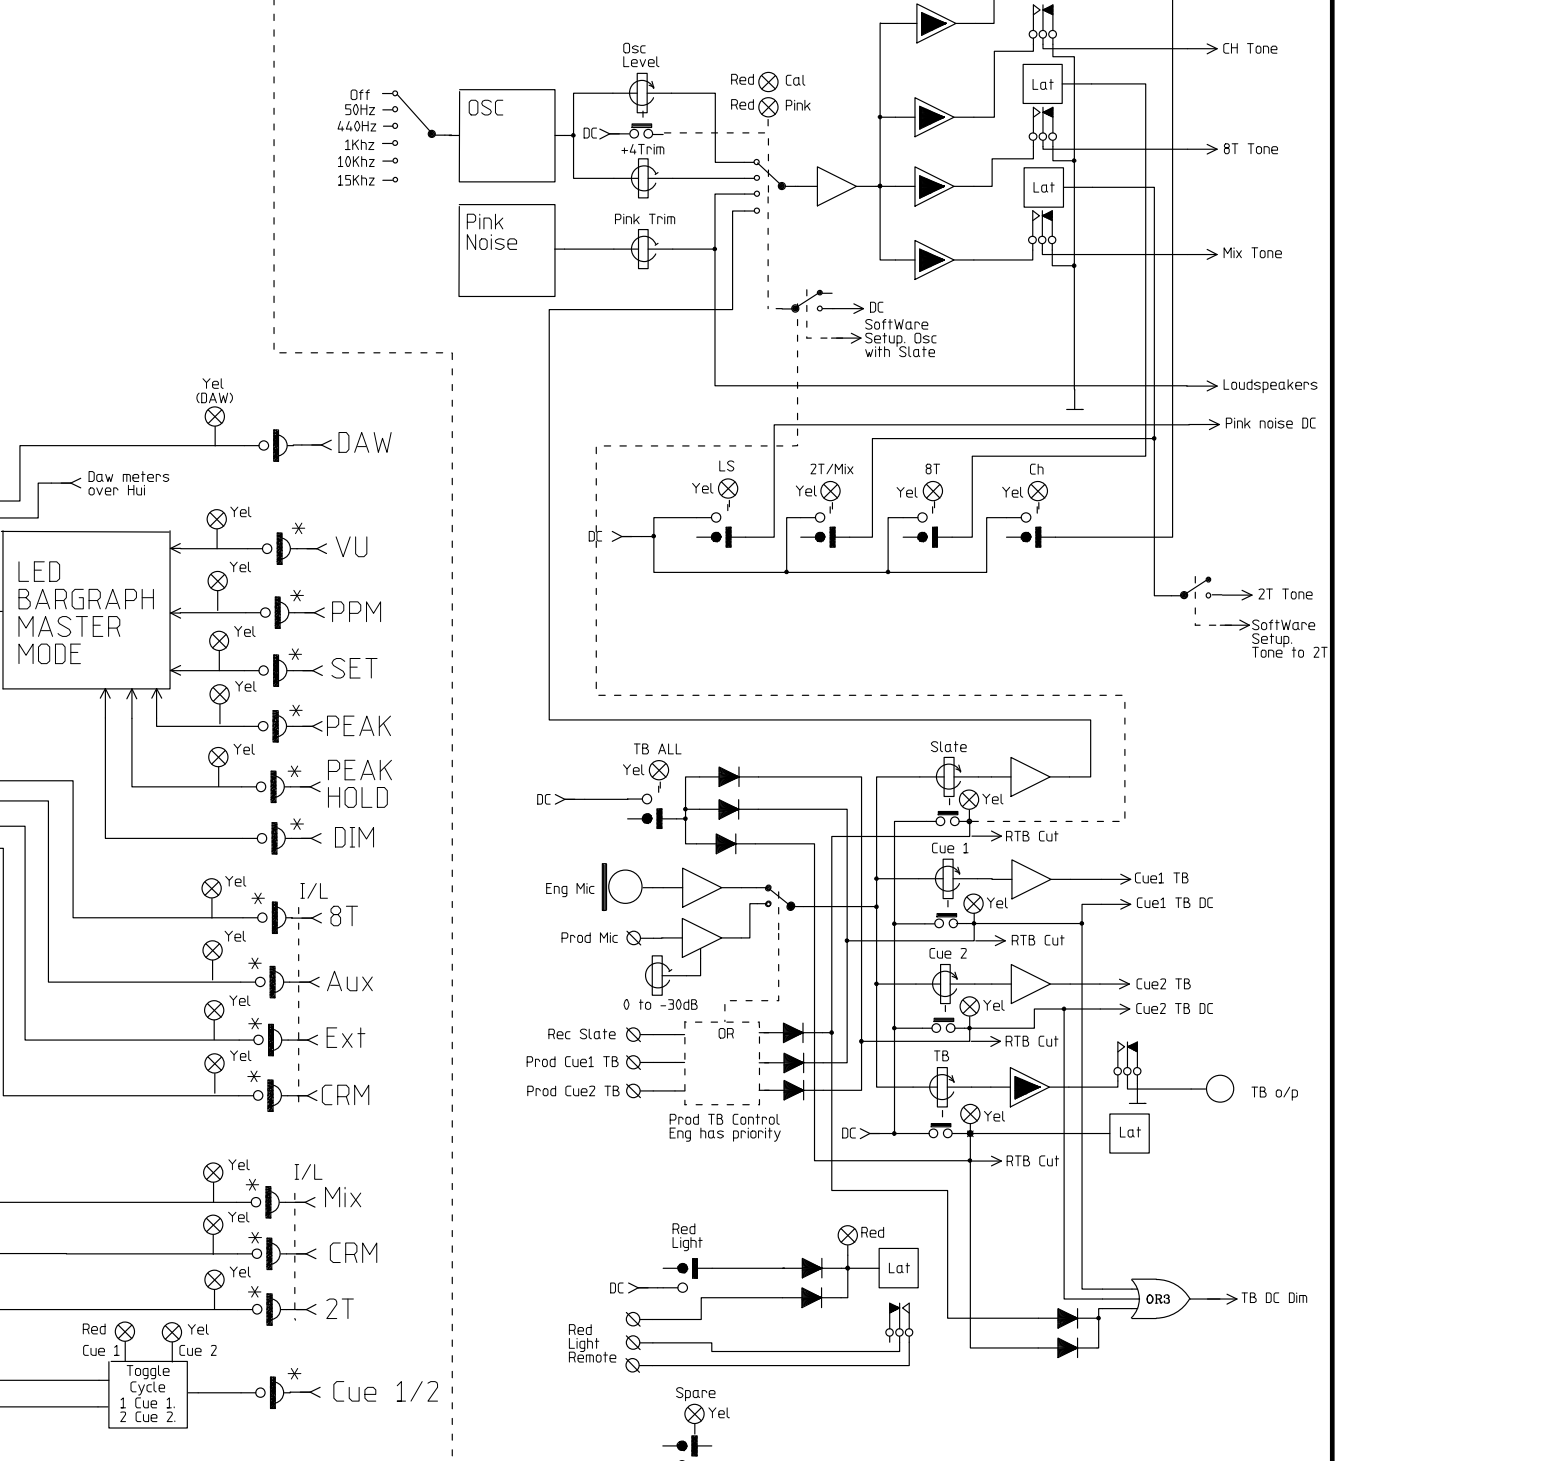 Osc
Level
Red
Cal
Red
Pink
CH Tone
Lat
Off
50Hz
440Hz
1Khz
10Khz
15Khz
OSC
DC
+4Trim
8T Tone
Lat
Pink
Noise
Pink Trim
Mix Tone
DC
SoftWare
Setup. Osc
with Slate
Loudspeakers
Pink noise DC
Yel
(DAW)
DAW
Daw meters
over Hui
LS
Yel
2T/Mix
Yel
8T
Yel
Ch
Yel
DC
Yel
VU
LED
BARGRAPH
MASTER
MODE
Yel
PPM
Yel
SET
Yel
PEAK
Yel
PEAK
HOLD
DIM
2T Tone
SoftWare
Setup.
Tone to 2T
TB ALL
Yel
DC
Slate
Yel
RTB Cut
Cue 1
Cue1 TB
Yel
Cue1 TB DC
RTB Cut
Eng Mic
Prod Mic
0 to -30dB
Cue 2
Cue2 TB
Yel
Cue2 TB DC
RTB Cut
Rec Slate
OR
Prod Cue1 TB
Prod Cue2 TB
Prod TB Control
Eng has priority
TB
TB o/p
Yel
DC
Lat
RTB Cut
I/L
Yel
8T
Yel
Aux
Yel
Ext
Yel
CRM
I/L
Yel
Mix
Yel
CRM
Yel
2T
Red
Light
Red
DC
Lat
Red
Light
Remote
OR3
TB DC Dim
Red
Cue 1
Yel
Cue 2
Toggle
Cycle
1 Cue 1.
2 Cue 2.
Cue 1/2
Spare
Yel